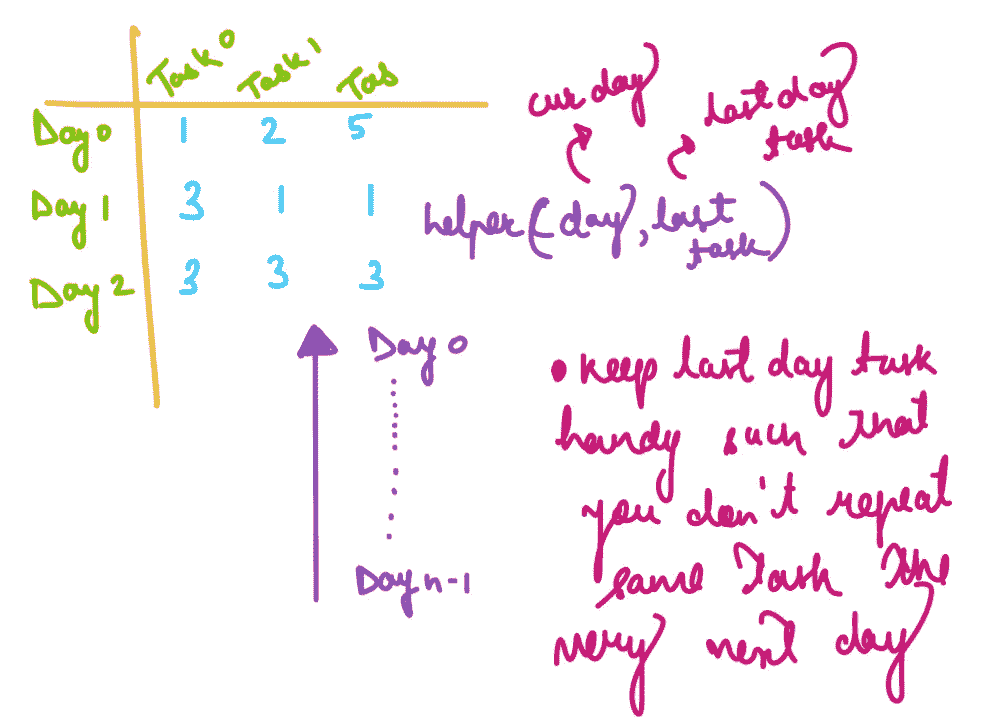 Task 0 Task 1 Tas
Day 0 1 2 5
Day 1 3 1 1
Day 2 3 3 3
cur day
last day
task
helper(day, last
task)
Day 0
Day n-1
• keep last day task
handy such that
you don't repeat
same Task The
very next day